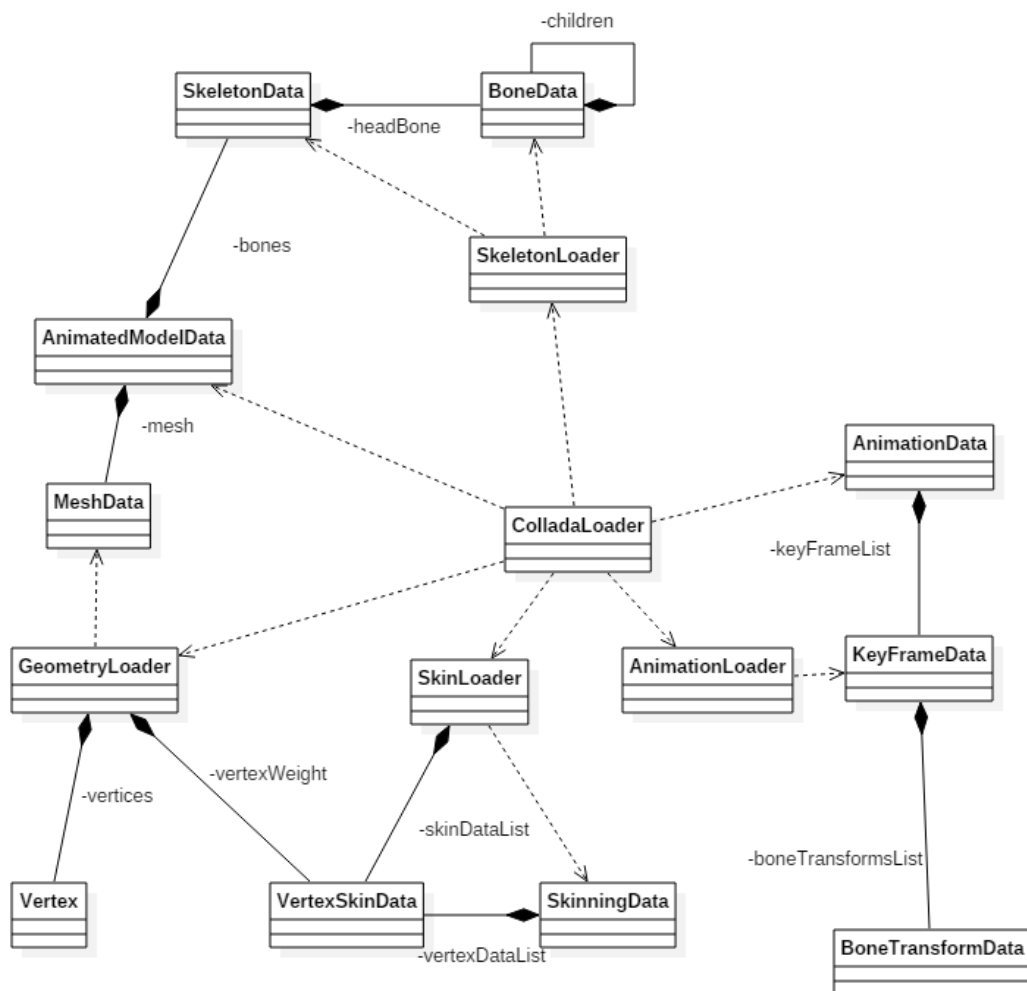 -children
SkeletonData
BoneData
-headBone
-bones
SkeletonLoader
AnimatedModelData
-mesh
AnimationData
MeshData
ColladaLoader
-keyFrameList
GeometryLoader
SkinLoader
AnimationLoader
KeyFrameData
-vertexWeight
-vertices
-skinDataList
-boneTransformsList
Vertex
VertexSkinData
SkinningData
-vertexDataList
BoneTransformData